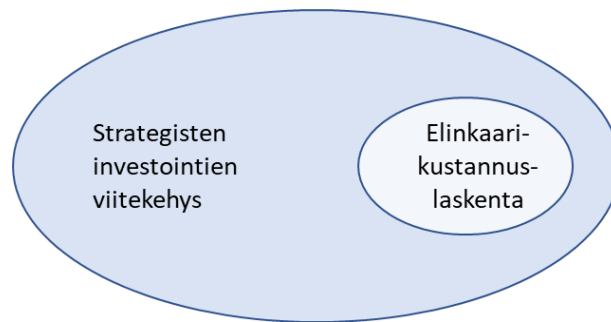 Strategisten
investointien
viitekehys
Elinkaari-
kustannus-
laskenta